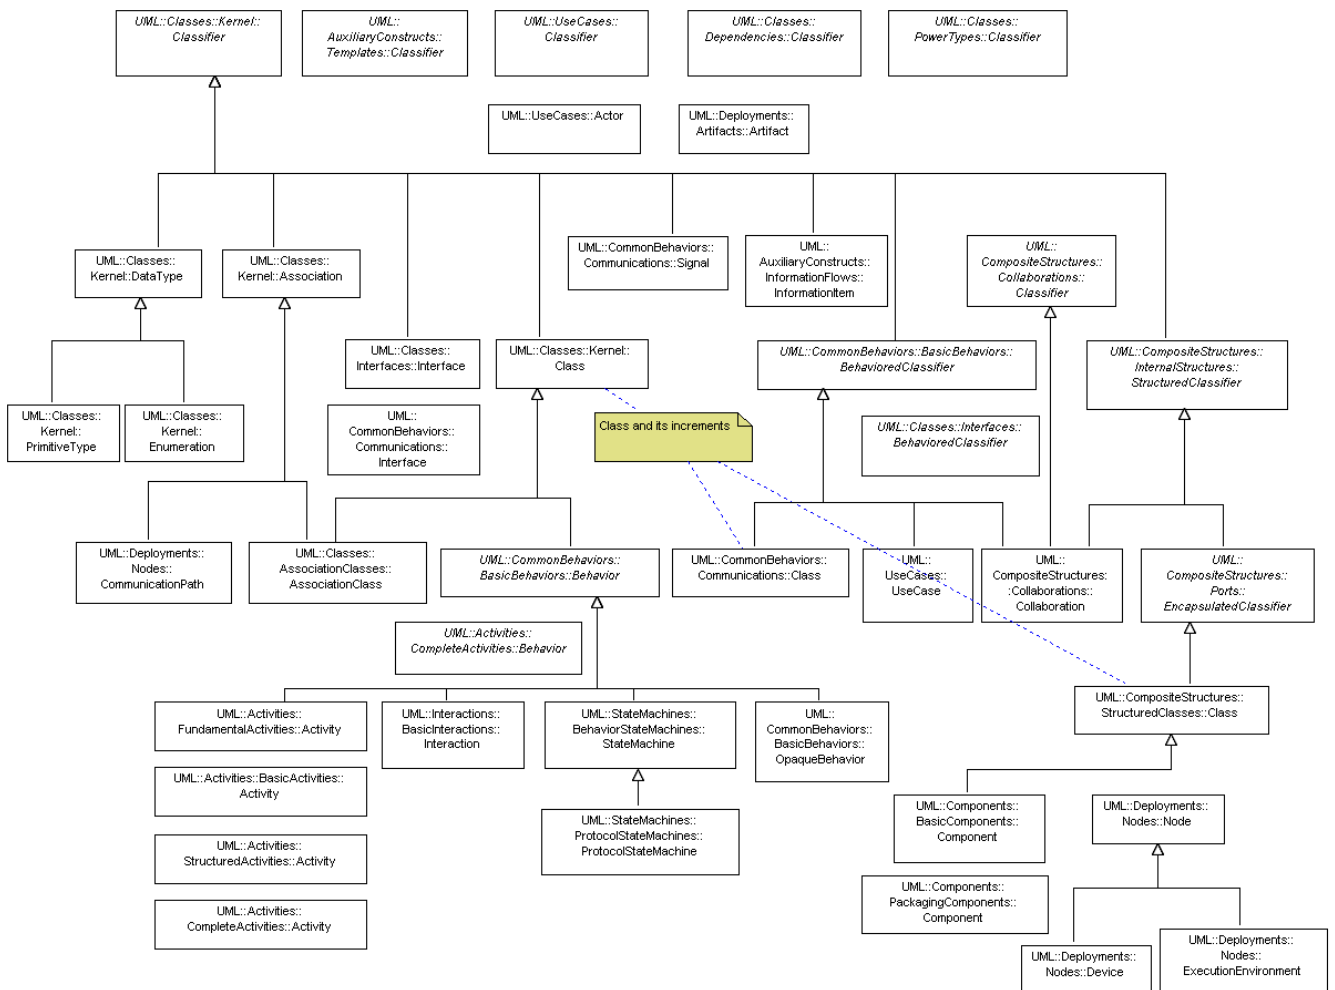 UML::Classes::Kernel::
Classifier
UML::
AuxiliaryConstructs::
Templates::Classifier
UML::UseCases::
Classifier
UML::Classes::
Dependencies::Classifier
UML::Classes::
PowerTypes::Classifier
UML::UseCases::Actor
UML::Deployments::
Artifacts::Artifact
UML::Classes::
Kernel::DataType
UML::Classes::
Kernel::Association
UML::CommonBehaviors::
Communications::Signal
UML::
AuxiliaryConstructs::
InformationFlows::
InformationItem
UML::
CompositeStructures::
Collaborations::
Classifier
UML::Classes::
Interfaces::Interface
UML::Classes::Kernel::
Class
UML::CommonBehaviors::BasicBehaviors::
BehavioredClassifier
UML::CompositeStructures::
InternalStructures::
StructuredClassifier
UML::Classes::
Kernel::
PrimitiveType
UML::Classes::
Kernel::
Enumeration
UML::
CommonBehaviors::
Communications::
Interface
Class and its increments
UML::Classes::Interfaces::
BehavioredClassifier
UML::Deployments::
Nodes::
CommunicationPath
UML::Classes::
AssociationClasses::
AssociationClass
UML::CommonBehaviors::
BasicBehaviors::Behavior
UML::CommonBehaviors::
Communications::Class
UML::
UseCases::
UseCase
UML::
CompositeStructures:
:Collaborations::
Collaboration
UML::
CompositeStructures::
Ports::
EncapsulatedClassifier
UML::Activities::
CompleteActivities::Behavior
UML::CompositeStructures::
StructuredClasses::Class
UML::Activities::
FundamentalActivities::Activity
UML::Interactions::
BasicInteractions::
Interaction
UML::StateMachines::
BehaviorStateMachines::
StateMachine
UML::
CommonBehaviors::
BasicBehaviors::
OpaqueBehavior
UML::Activities::BasicActivities::
Activity
UML::StateMachines::
ProtocolStateMachines::
ProtocolStateMachine
UML::Components::
BasicComponents::
Component
UML::Deployments::
Nodes::Node
UML::Activities::
StructuredActivities::Activity
UML::Components::
PackagingComponents::
Component
UML::Activities::
CompleteActivities::Activity
UML::Deployments::
Nodes::Device
UML::Deployments::
Nodes::
ExecutionEnvironment